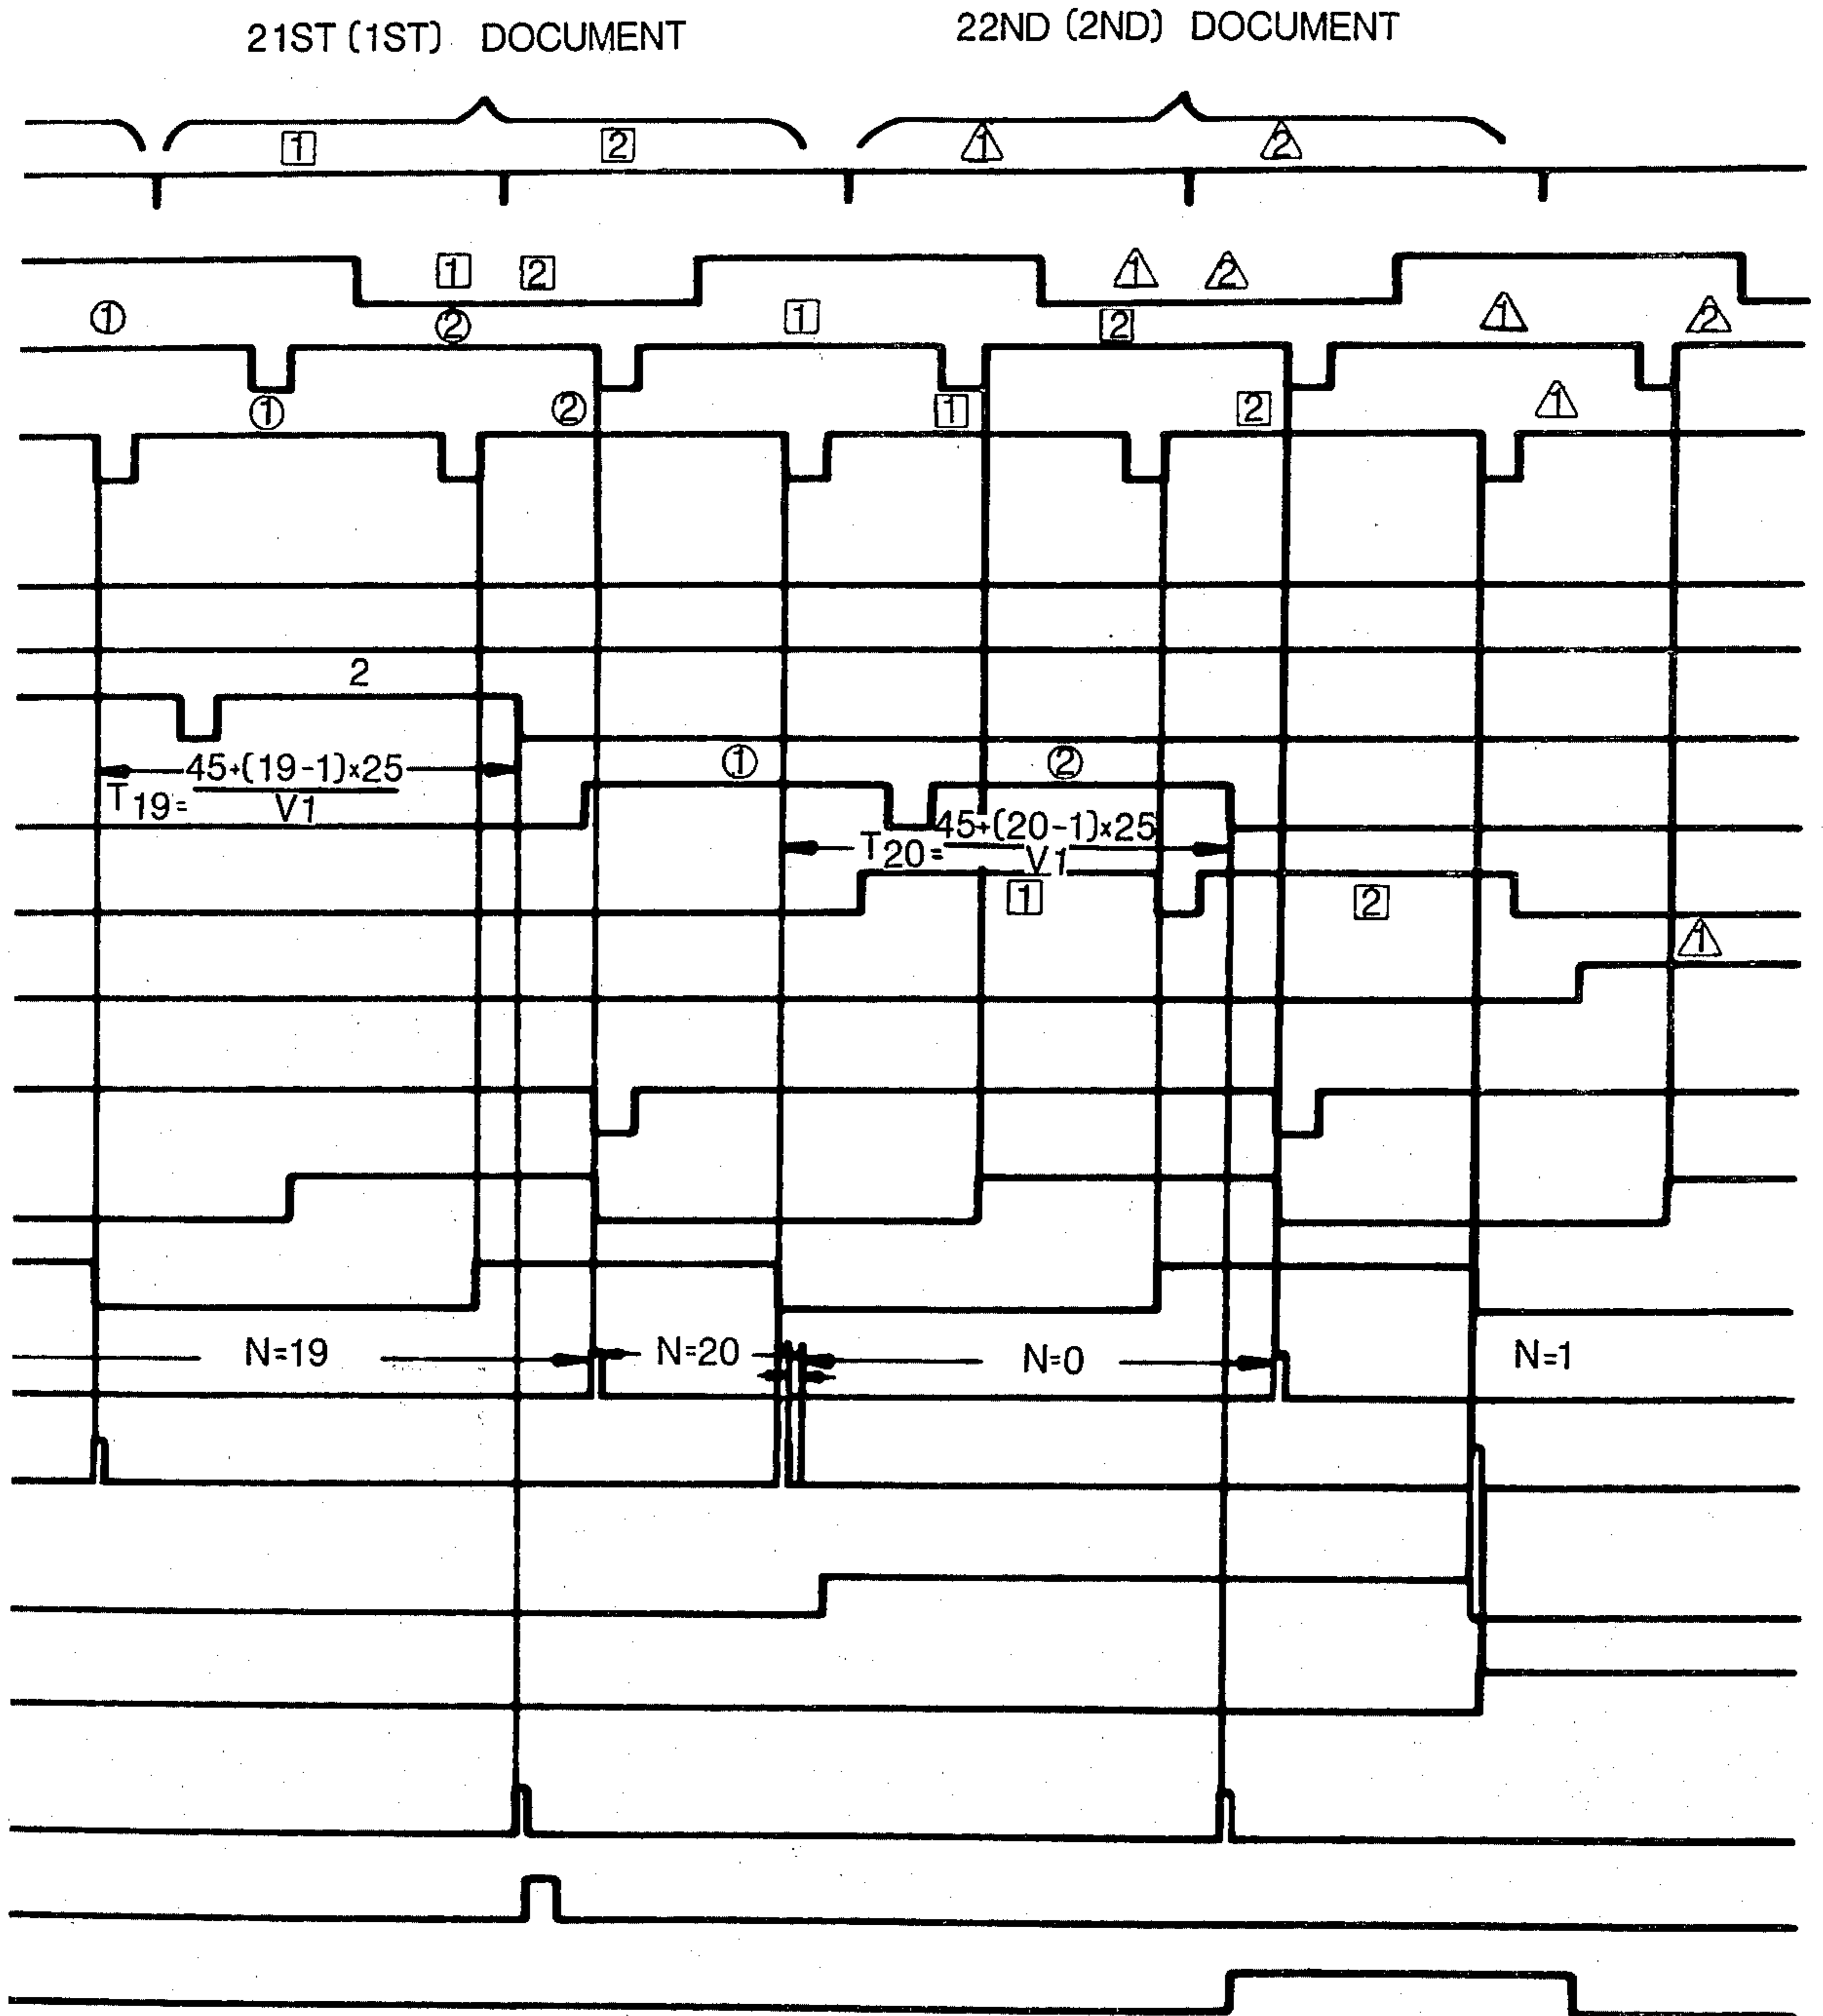 21ST (1ST) DOCUMENT 22ND (2ND) DOCUMENT
1 2 1 2
1 2 1 2
① ② 1 2 1 2
① ② 1 2 1
2
45+(19-1)×25
T19=
V1
① ②
45+(20-1)×25
T20=
V1
1 2
1
N=19 N=20 N=0 N=1